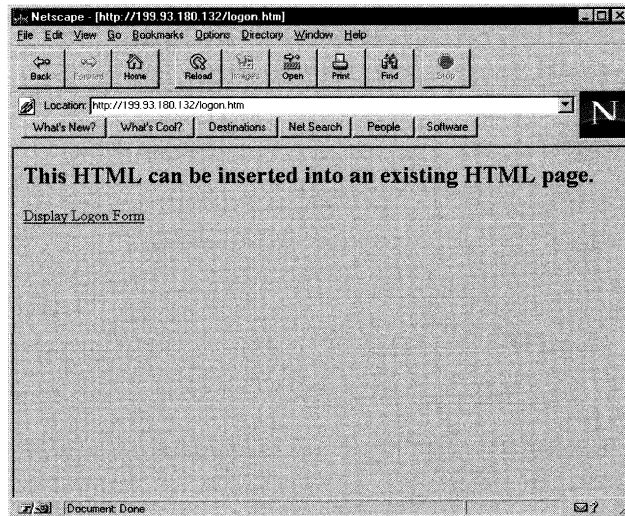 Netscape - [http://199.93.180.132/logon.htm]
File Edit View Go Bookmarks Options Directory Window Help
Back Forward Home Reload Images Open Print Find Stop
Location: http://199.93.180.132/logon.htm
N
What's New? What's Cool? Destinations Net Search People Software
This HTML can be inserted into an existing HTML page.
Display Logon Form
Document: Done
?